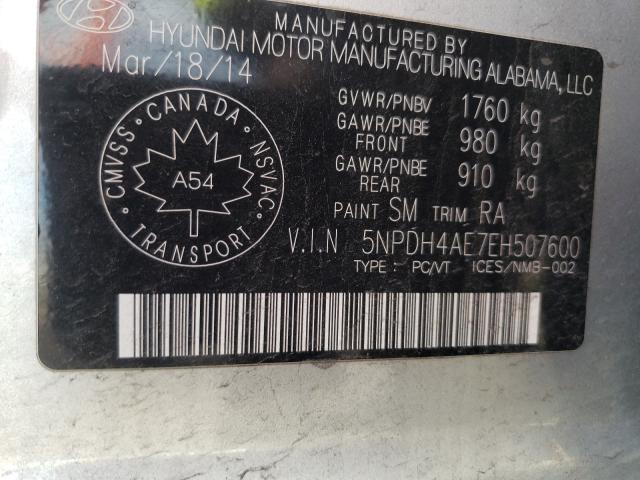 MANUFACTURED BY
HYUNDAI MOTOR MANUFACTURING ALABAMA, LLC
Mar/18/14
GVWR/PNBV 1760 kg
GAWR/PNBE FRONT 980 kg
GAWR/PNBE REAR 910 kg
PAINT SM TRIM RA
CANADA
CMVSS NSVAC
A54
TRANSPORT
V.I.N 5NPDH4AE7EH507600
TYPE : PC/VT ICES/NMB-002